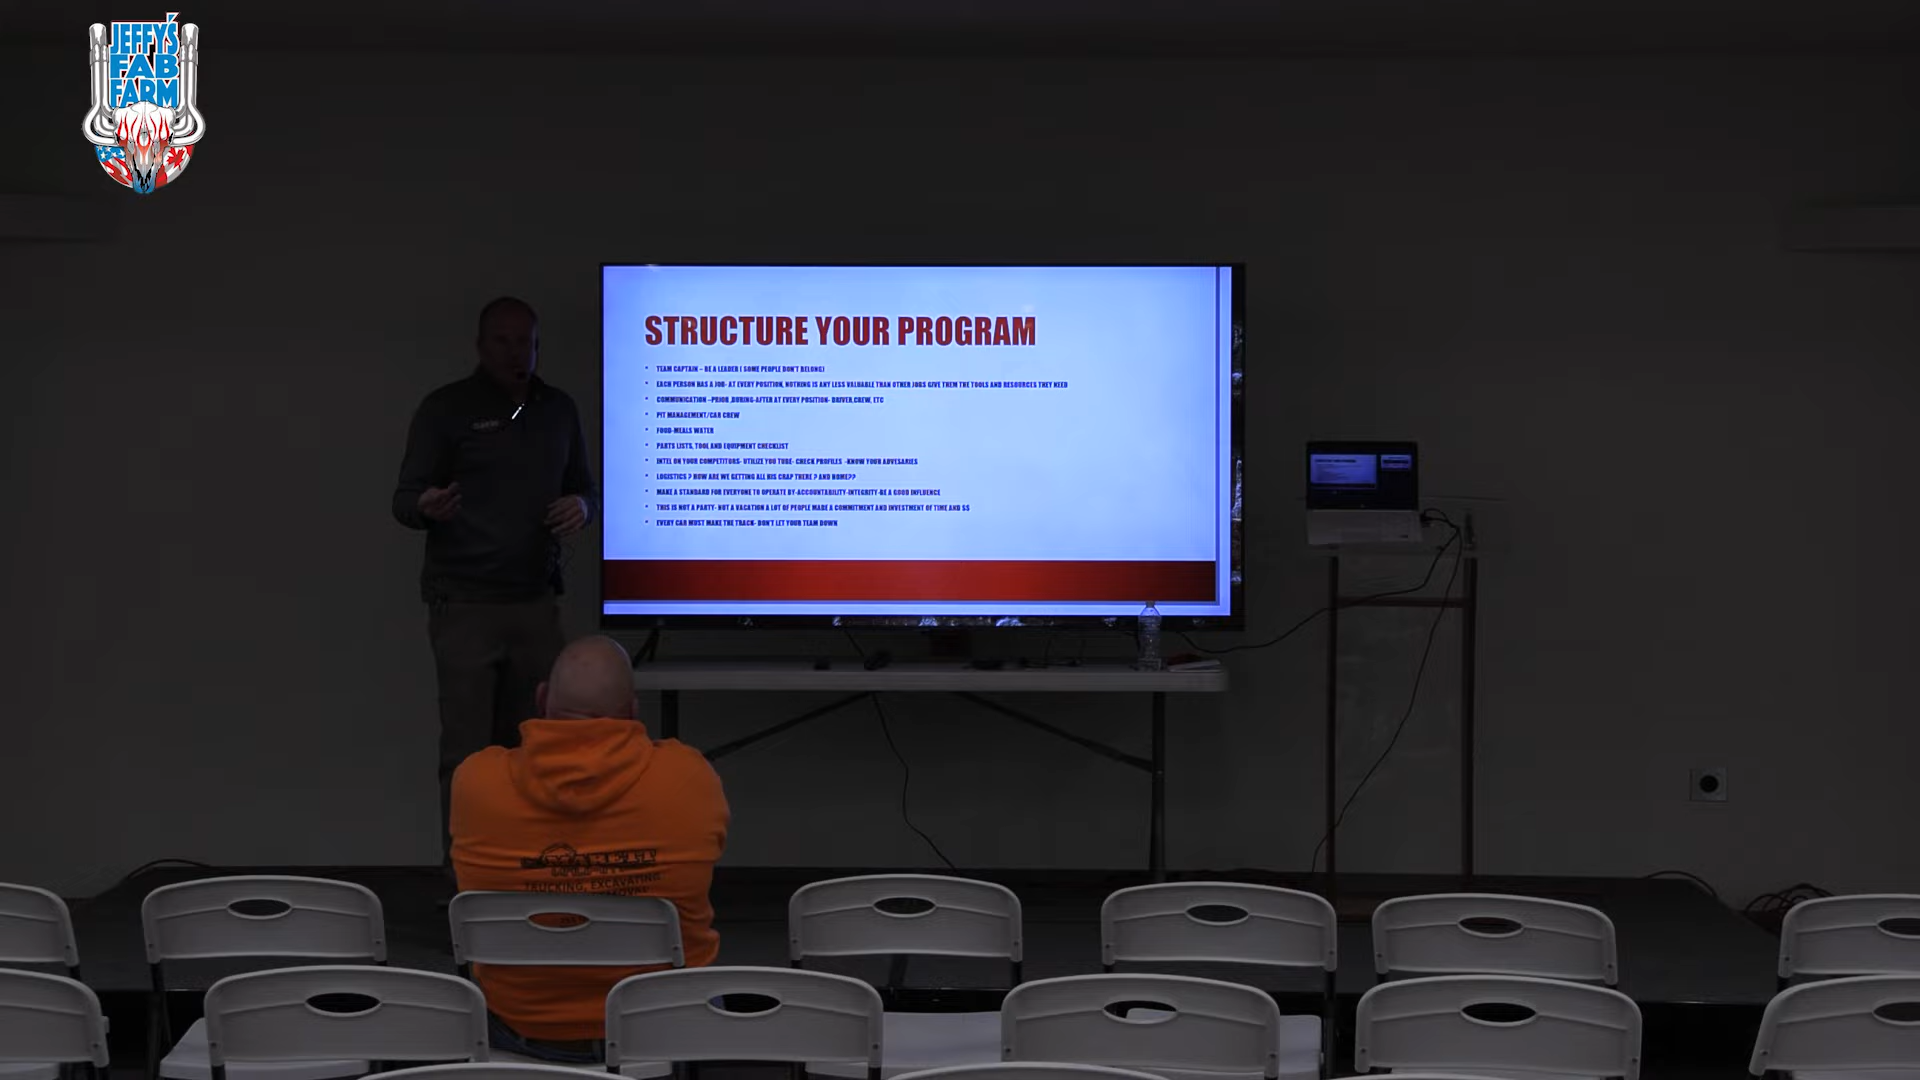 JEFFY'S
FAB
FARM
STRUCTURE YOUR PROGRAM
• TEAM CAPTAIN – BE A LEADER ( SOME PEOPLE DON'T BELONG)
• EACH PERSON HAS A JOB- AT EVERY POSITION, NOTHING IS ANY LESS VALUABLE THAN OTHER JOBS GIVE THEM THE TOOLS AND RESOURCES THEY NEED
• COMMUNICATION –PRIOR ,DURING-AFTER AT EVERY POSITION- DRIVER,CREW, ETC
• PIT MANAGEMENT/CAR CREW
• FOOD-MEALS WATER
• PARTS LISTS, TOOL AND EQUIPMENT CHECKLIST
• INTEL ON YOUR COMPETITORS- UTILIZE YOU TUBE- CHECK PROFILES -KNOW YOUR ADVESARIES
• LOGISTICS ? HOW ARE WE GETTING ALL HIS CRAP THERE ? AND HOME??
• MAKE A STANDARD FOR EVERYONE TO OPERATE BY-ACCOUNTABILITY-INTEGRITY-BE A GOOD INFLUENCE
• THIS IS NOT A PARTY- NOT A VACATION A LOT OF PEOPLE MADE A COMMITMENT AND INVESTMENT OF TIME AND $$
• EVERY CAR MUST MAKE THE TRACK- DON'T LET YOUR TEAM DOWN
TRUCKING, EXCAVATING